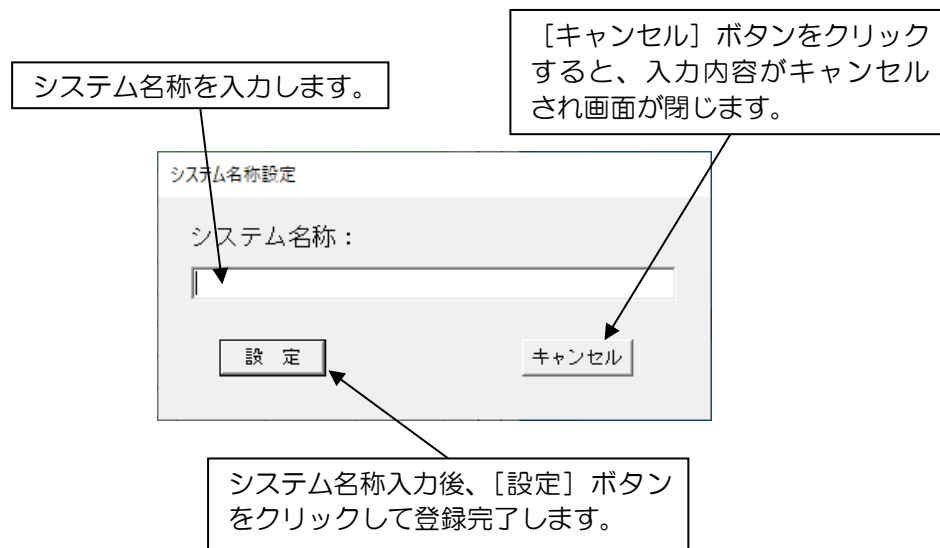 ［キャンセル］ボタンをクリック
すると、入力内容がキャンセル
され画面が閉じます。
システム名称を入力します。
システム名称設定
システム名称：
設 定
キャンセル
システム名称入力後、［設定］ボタン
をクリックして登録完了します。